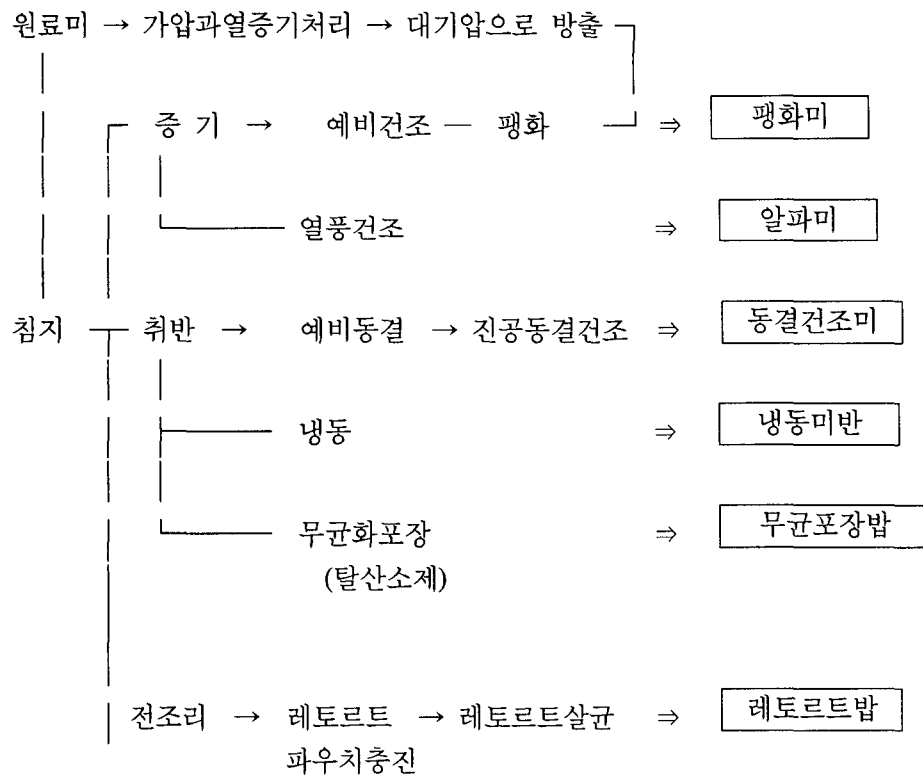 원료미 → 가압과열증기처리 → 대기압으로 방출
증 기 → 예비건조 — 팽화 ⇒ 팽화미
열풍건조 ⇒ 알파미
침지 취반 → 예비동결 → 진공동결건조 ⇒ 동결건조미
냉동 ⇒ 냉동미반
무균화포장 ⇒ 무균포장밥
(탈산소제)
전조리 → 레토르트 → 레토르트살균 ⇒ 레토르트밥
파우치충진